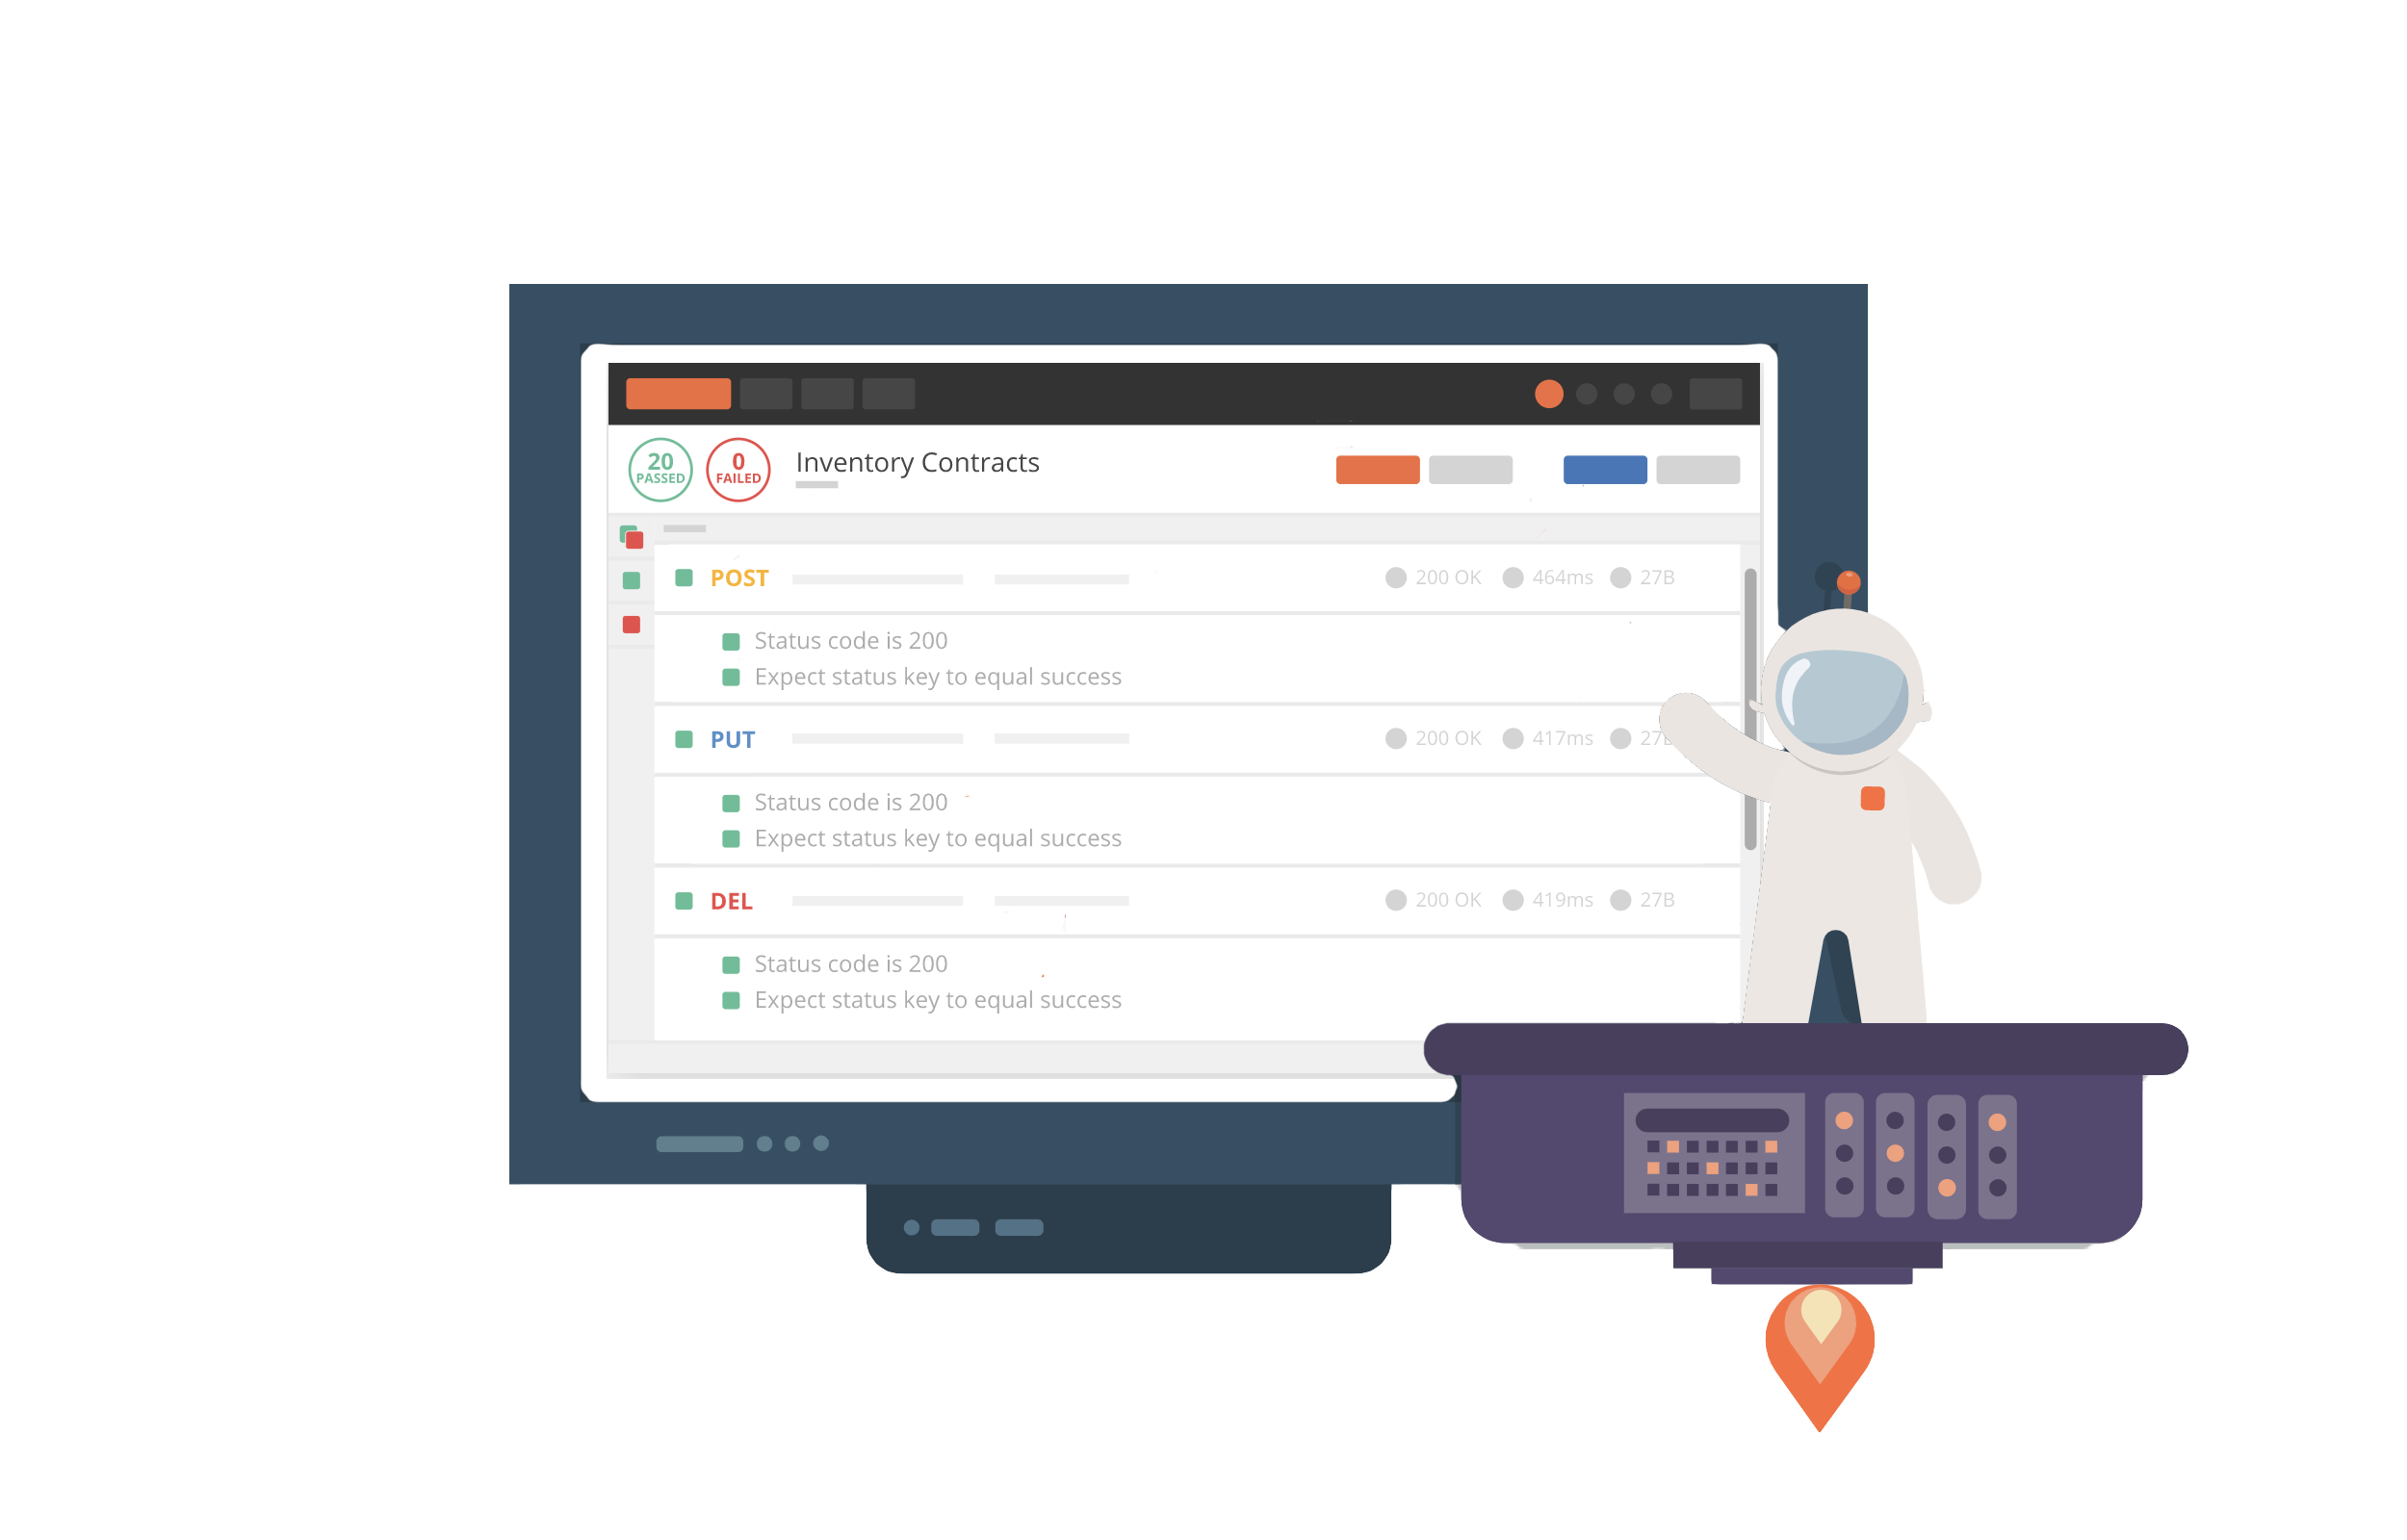 20
PASSED
0
FAILED
Inventory Contracts
POST 200 OK 464ms 27B
Status code is 200
Expect status key to equal success
PUT 200 OK 417ms 27B
Status code is 200
Expect status key to equal success
DEL 200 OK 419ms 27B
Status code is 200
Expect status key to equal success